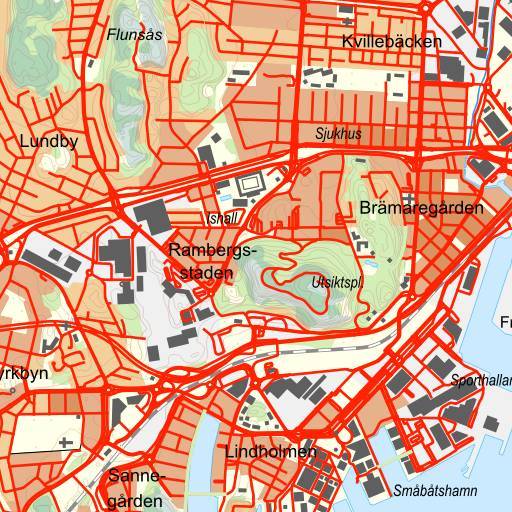 Flunsås
Kvillebäcken
Sjukhus
Lundby
Brämaregården
Ishall
Rambergs-
staden
Utsiktspl.
Sporthallar
Lindholmen
Sanne-
gården
Småbåtshamn